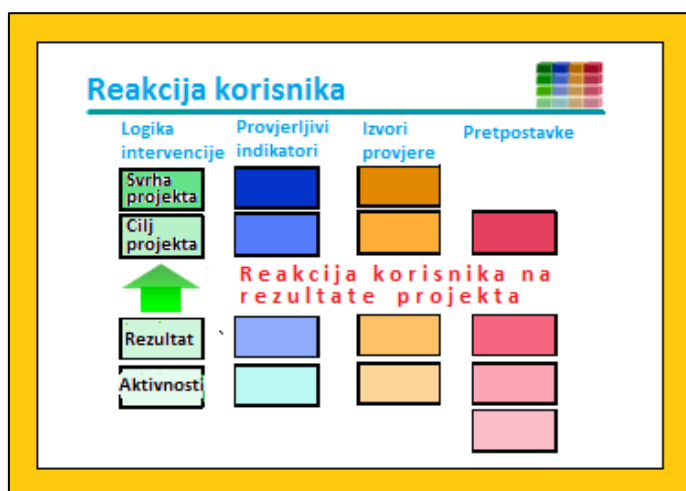 Reakcija korisnika
Logika intervencije
Provjerljivi indikatori
Izvori provjere
Pretpostavke
Svrha projekta
Cilj projekta
Reakcija korisnika na
rezultate projekta
Rezultat
Aktivnosti